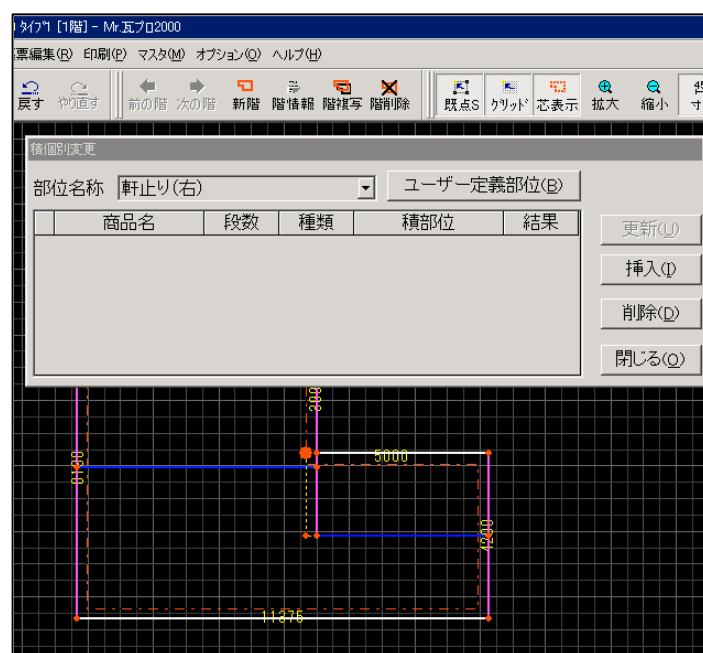 ﾀｲﾌﾟ1 [1階] - Mr.瓦プロ2000
票編集(R) 印刷(P) マスタ(M) オプション(O) ヘルプ(H)
戻す やり直す 前の階 次の階 新階 階情報 階複写 階削除 既点S ｸﾞﾘｯﾄﾞ 芯表示 拡大 縮小
積個別変更
部位名称 軒止り(右) ユーザー定義部位(B)
商品名 段数 種類 積部位 結果
更新(U)
挿入(I)
削除(D)
閉じる(O)
5000
4200
11375